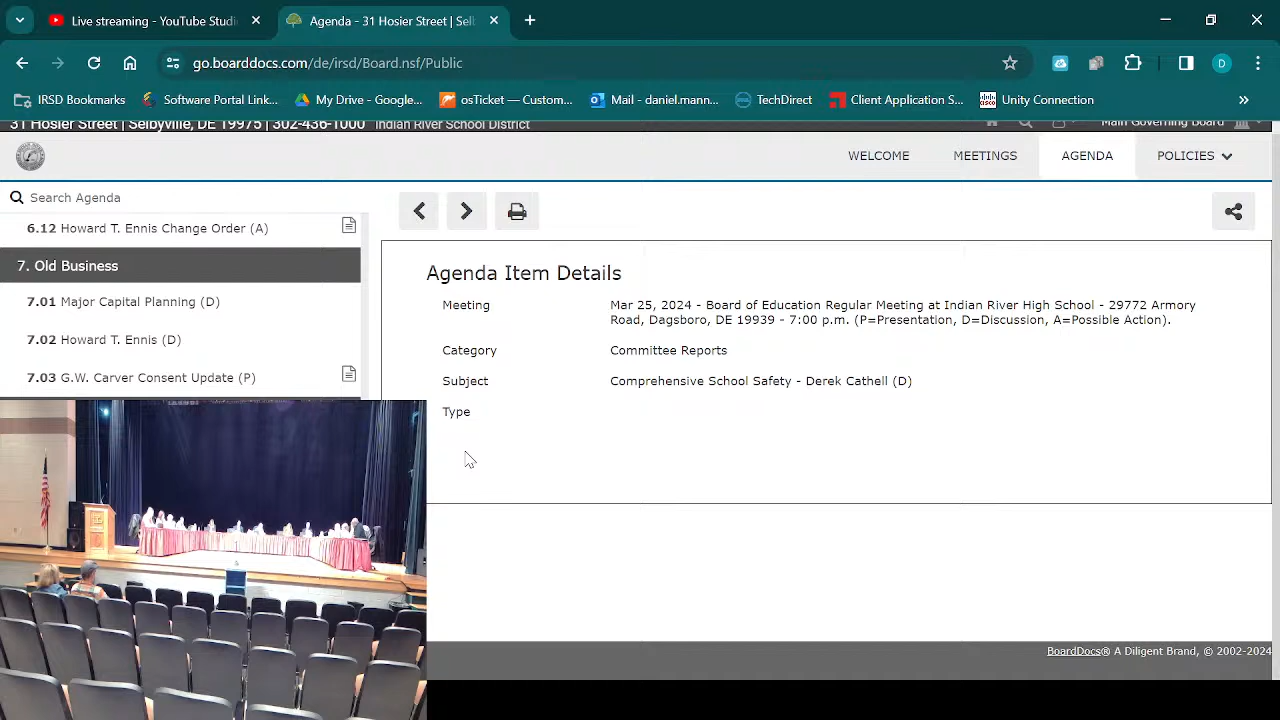 Live streaming - YouTube Studi
Agenda - 31 Hosier Street | Sel
go.boarddocs.com/de/irsd/Board.nsf/Public
D
IRSD Bookmarks
Software Portal Link...
My Drive - Google...
osTicket — Custom...
Mail - daniel.mann...
TechDirect
Client Application S...
Unity Connection
31 Hosier Street | Selbyville, DE 19975 | 302-436-1000 Indian River School District
Main Governing Board
WELCOME
MEETINGS
AGENDA
POLICIES
Search Agenda
6.12 Howard T. Ennis Change Order (A)
7. Old Business
7.01 Major Capital Planning (D)
7.02 Howard T. Ennis (D)
7.03 G.W. Carver Consent Update (P)
Agenda Item Details
Meeting
Mar 25, 2024 - Board of Education Regular Meeting at Indian River High School - 29772 Armory
Road, Dagsboro, DE 19939 - 7:00 p.m. (P=Presentation, D=Discussion, A=Possible Action).
Category
Committee Reports
Subject
Comprehensive School Safety - Derek Cathell (D)
Type
BoardDocs® A Diligent Brand, © 2002-2024